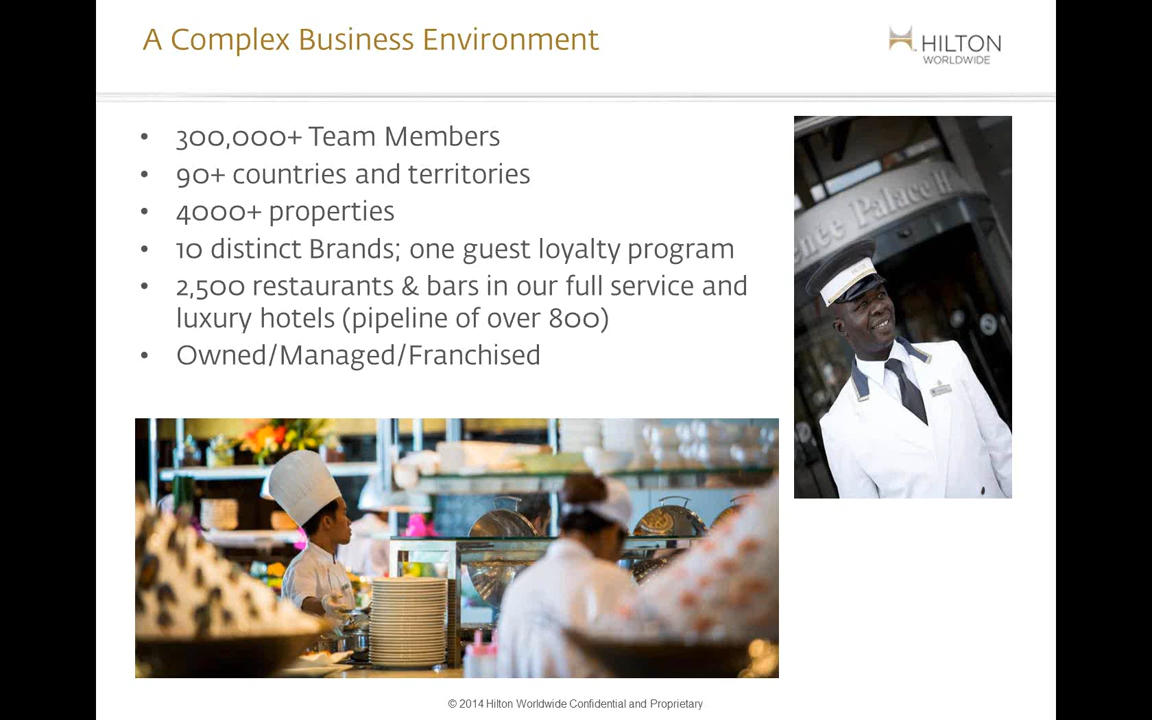 A Complex Business Environment
HILTON
WORLDWIDE
• 300,000+ Team Members
• 90+ countries and territories
• 4000+ properties
• 10 distinct Brands; one guest loyalty program
• 2,500 restaurants & bars in our full service and
luxury hotels (pipeline of over 800)
• Owned/Managed/Franchised
Palace H
© 2014 Hilton Worldwide Confidential and Proprietary